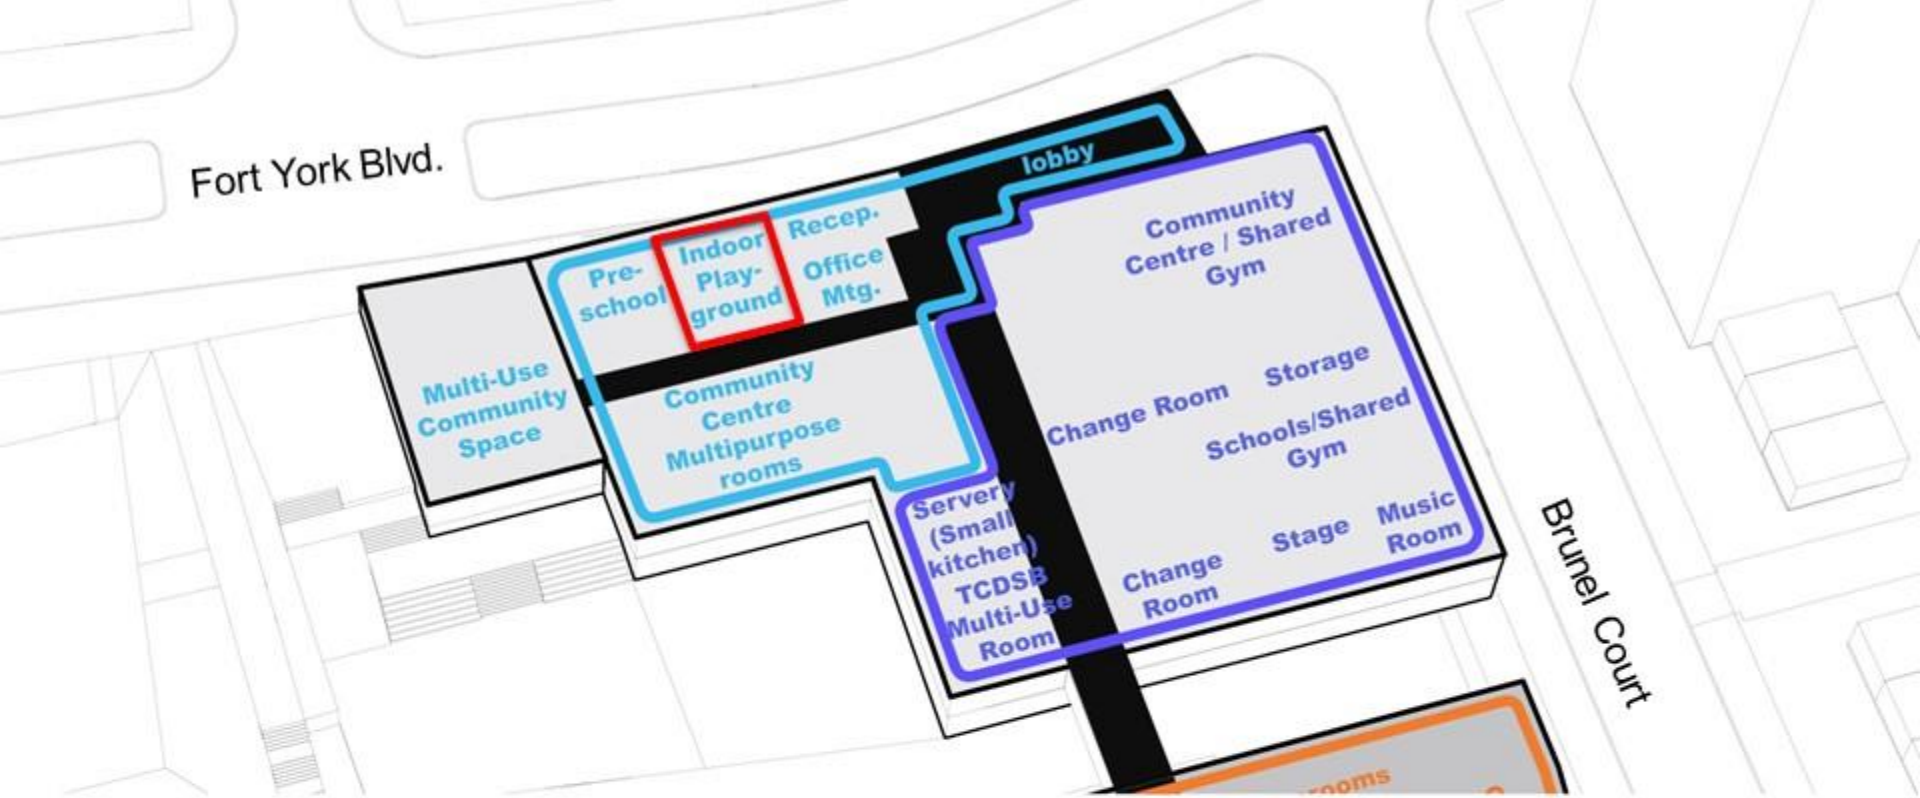 Fort York Blvd.
lobby
Pre-
school
Indoor
Play-
ground
Recep.
Office
Mtg.
Multi-Use
Community
Space
Community
Centre
Multipurpose
rooms
Community
Centre / Shared
Gym
Change Room
Storage
Schools/Shared
Gym
Servery
(Small
kitchen)
TCDSB
Multi-Use
Room
Change
Room
Stage
Music
Room
Brunel Court